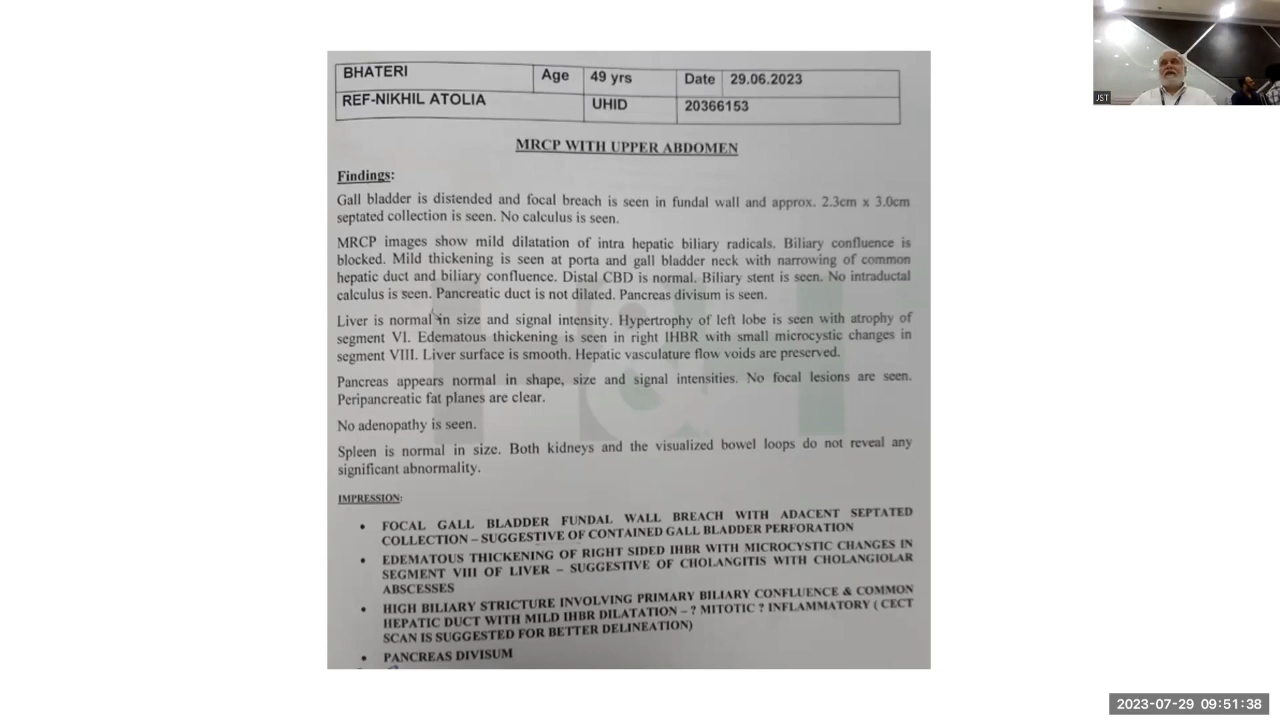 BHATERI Age 49 yrs Date 29.06.2023
REF-NIKHIL ATOLIA UHID 20366153
MRCP WITH UPPER ABDOMEN
Findings:
Gall bladder is distended and focal breach is seen in fundal wall and approx. 2.3cm x 3.0cm
septated collection is seen. No calculus is seen.
MRCP images show mild dilatation of intra hepatic biliary radicals. Biliary confluence is
blocked. Mild thickening is seen at porta and gall bladder neck with narrowing of common
hepatic duct and biliary confluence. Distal CBD is normal. Biliary stent is seen. No intraductal
calculus is seen. Pancreatic duct is not dilated. Pancreas divisum is seen.
Liver is normal in size and signal intensity. Hypertrophy of left lobe is seen with atrophy of
segment VI. Edematous thickening is seen in right IHBR with small microcystic changes in
segment VIII. Liver surface is smooth. Hepatic vasculature flow voids are preserved.
Pancreas appears normal in shape, size and signal intensities. No focal lesions are seen.
Peripancreatic fat planes are clear.
No adenopathy is seen.
Spleen is normal in size. Both kidneys and the visualized bowel loops do not reveal any
significant abnormality.
IMPRESSION:
• FOCAL GALL BLADDER FUNDAL WALL BREACH WITH ADACENT SEPTATED
COLLECTION – SUGGESTIVE OF CONTAINED GALL BLADDER PERFORATION
• EDEMATOUS THICKENING OF RIGHT SIDED IHBR WITH MICROCYSTIC CHANGES IN
SEGMENT VIII OF LIVER – SUGGESTIVE OF CHOLANGITIS WITH CHOLANGIOLAR
ABSCESSES
• HIGH BILIARY STRICTURE INVOLVING PRIMARY BILIARY CONFLUENCE & COMMON
HEPATIC DUCT WITH MILD IHBR DILATATION – ? MITOTIC ? INFLAMMATORY ( CECT
SCAN IS SUGGESTED FOR BETTER DELINEATION)
• PANCREAS DIVISUM
H&H
JST
2023-07-29 09:51:38